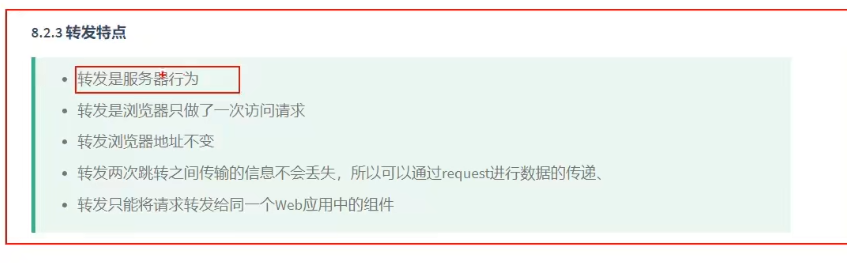 8.2.3 转发特点
• 转发是服务器行为
• 转发是浏览器只做了一次访问请求
• 转发浏览器地址不变
• 转发两次跳转之间传输的信息不会丢失，所以可以通过request进行数据的传递、
• 转发只能将请求转发给同一个Web应用中的组件